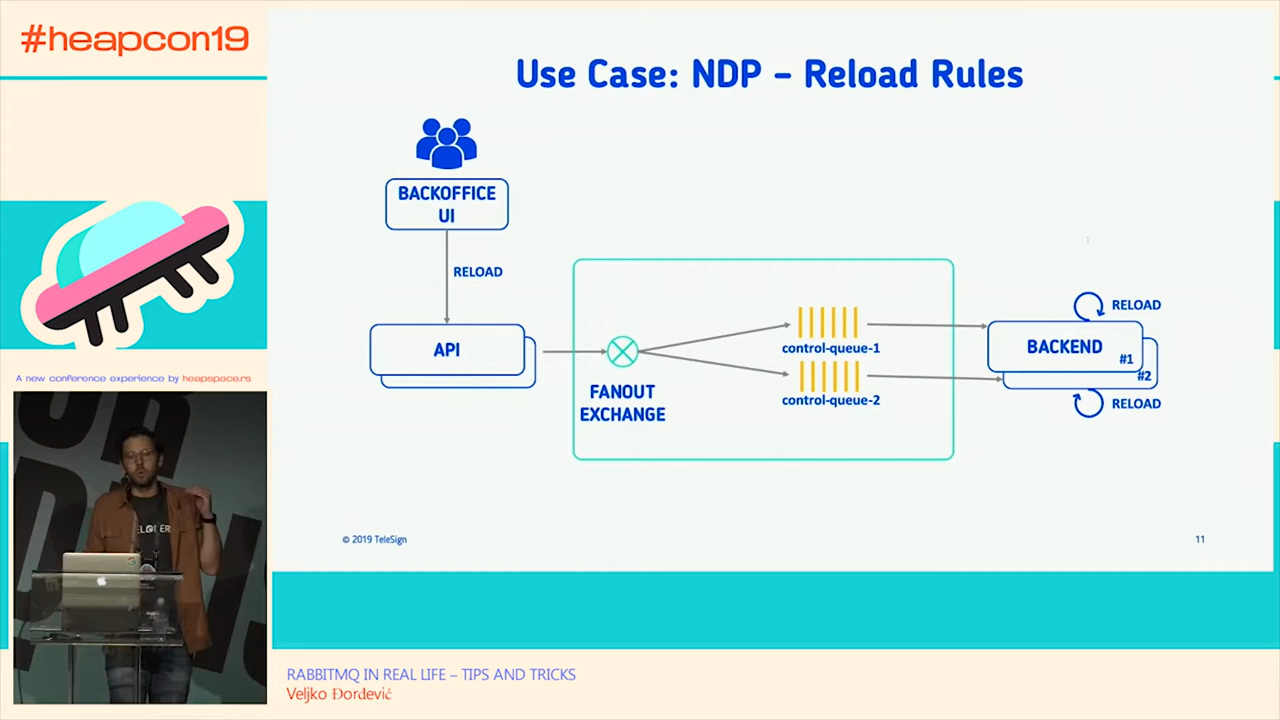 #heapcon19
A new conference experience by heapspace.rs
Use Case: NDP – Reload Rules
BACKOFFICE
UI
RELOAD
API
FANOUT
EXCHANGE
control-queue-1
control-queue-2
RELOAD
BACKEND
#1
#2
RELOAD
© 2019 TeleSign
11
RABBITMQ IN REAL LIFE – TIPS AND TRICKS
Veljko Đorđević